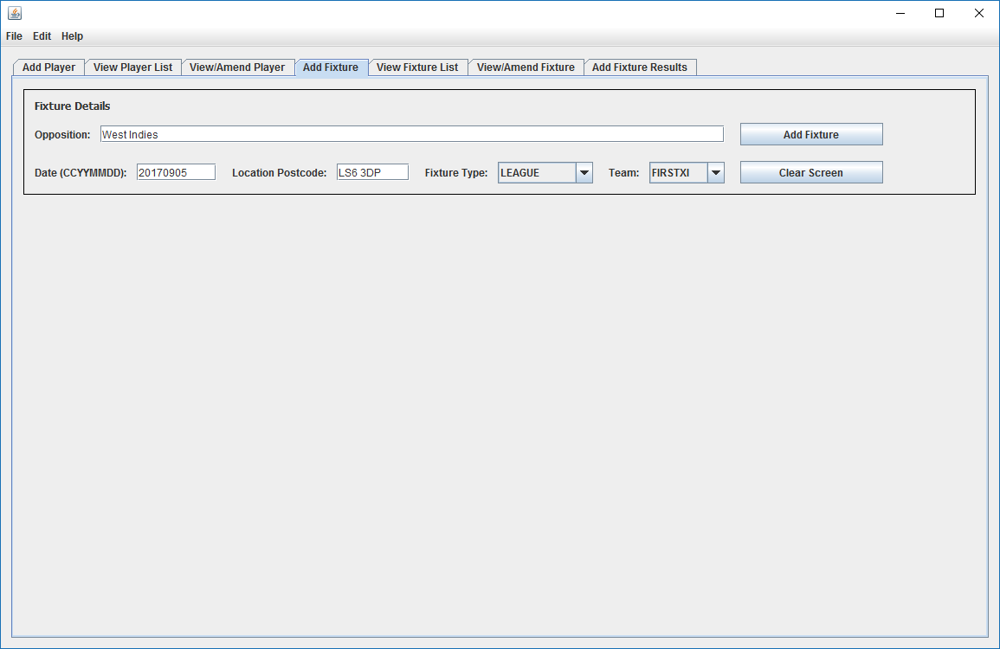 File Edit Help
Add Player View Player List View/Amend Player Add Fixture View Fixture List View/Amend Fixture Add Fixture Results
Fixture Details
Opposition: West Indies Add Fixture
Date (CCYYMMDD): 20170905 Location Postcode: LS6 3DP Fixture Type: LEAGUE Team: FIRSTXI Clear Screen